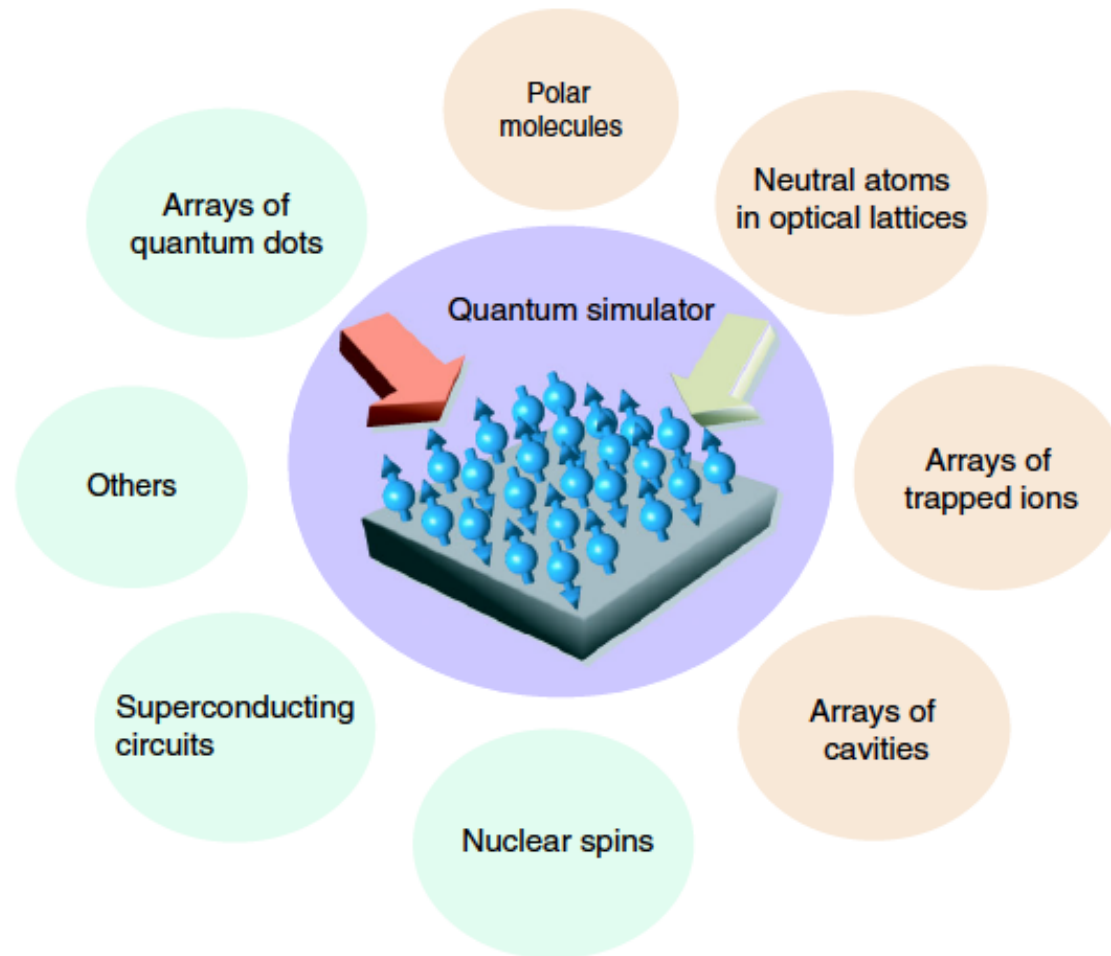 Polar
molecules
Neutral atoms
in optical lattices
Arrays of
quantum dots
Quantum simulator
Others
Arrays of
trapped ions
Superconducting
circuits
Arrays of
cavities
Nuclear spins